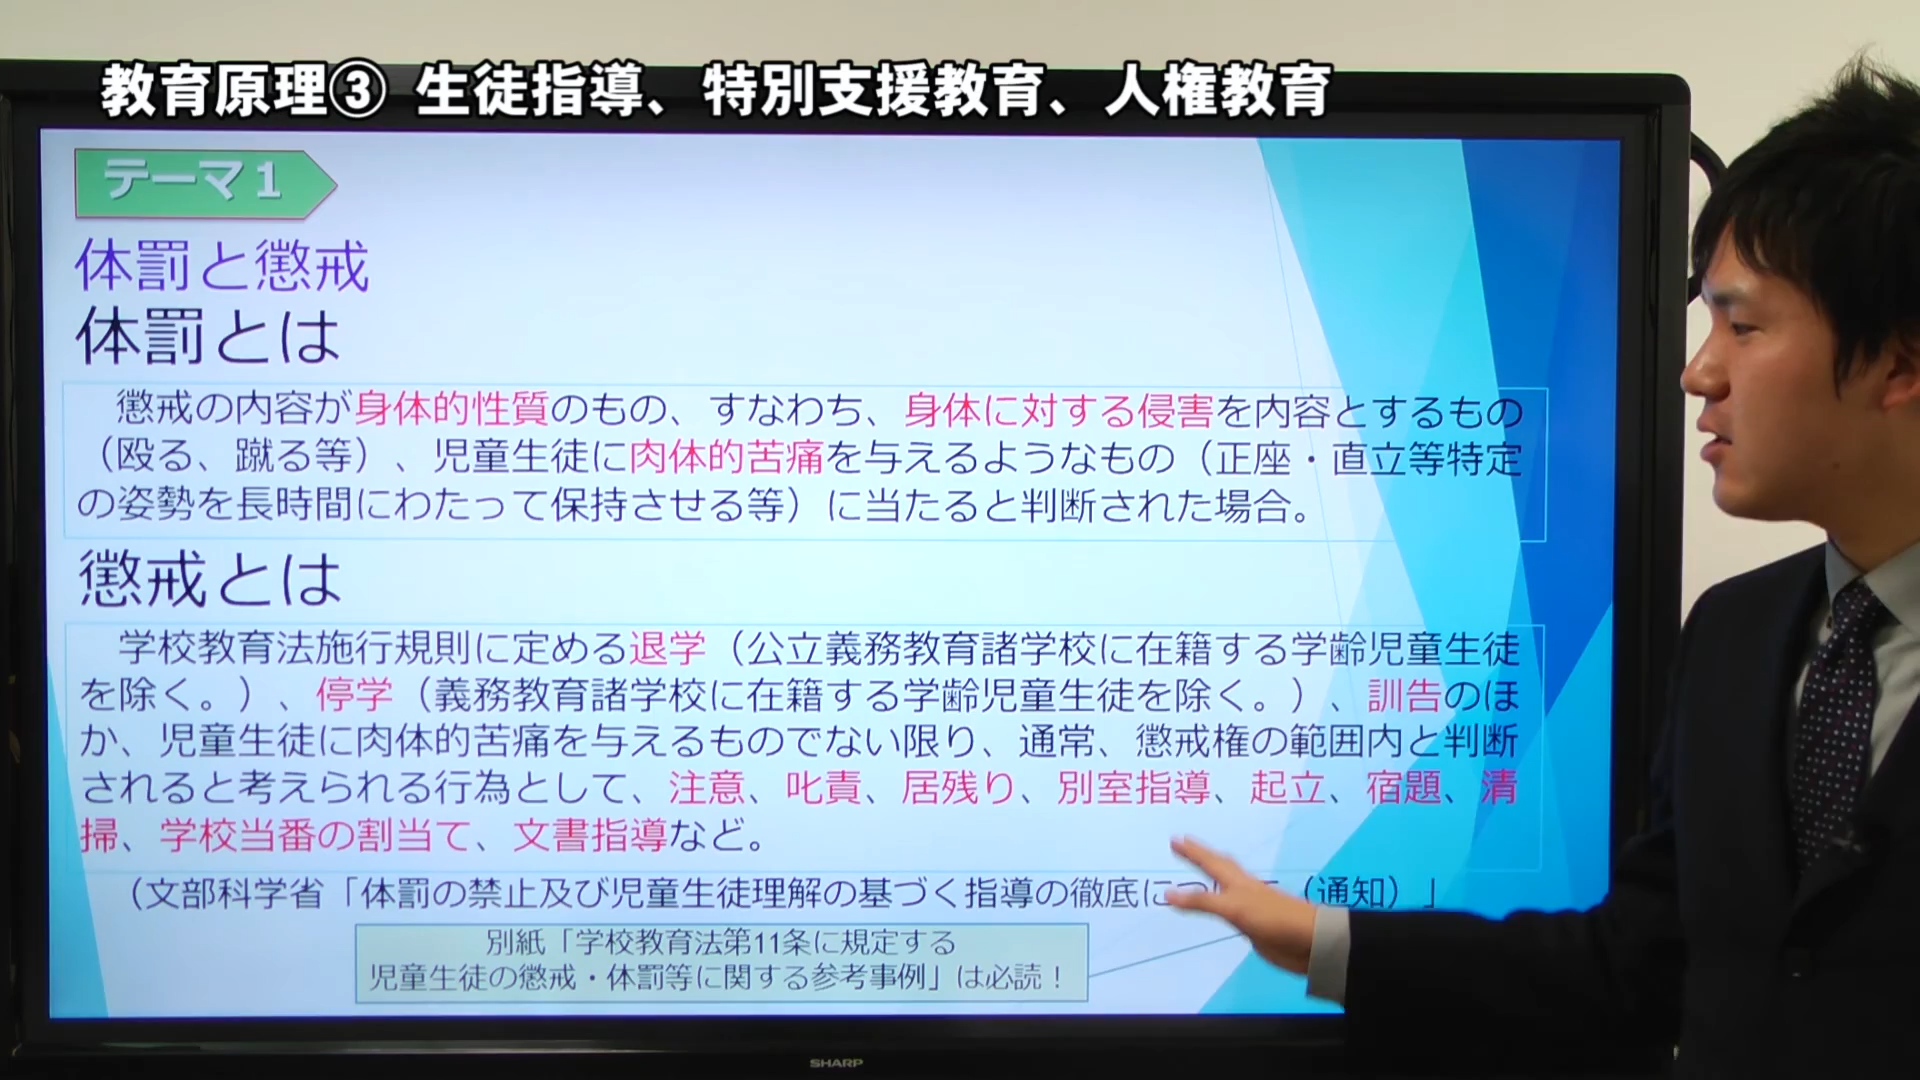 教育原理③ 生徒指導、特別支援教育、人権教育
テーマ1
体罰と懲戒
体罰とは
懲戒の内容が身体的性質のもの、すなわち、身体に対する侵害を内容とするもの
（殴る、蹴る等）、児童生徒に肉体的苦痛を与えるようなもの（正座・直立等特定
の姿勢を長時間にわたって保持させる等）に当たると判断された場合。
懲戒とは
学校教育法施行規則に定める退学（公立義務教育諸学校に在籍する学齢児童生徒
を除く。）、停学（義務教育諸学校に在籍する学齢児童生徒を除く。）、訓告のほ
か、児童生徒に肉体的苦痛を与えるものでない限り、通常、懲戒権の範囲内と判断
されると考えられる行為として、注意、叱責、居残り、別室指導、起立、宿題、清
掃、学校当番の割当て、文書指導など。
（文部科学省「体罰の禁止及び児童生徒理解の基づく指導の徹底に（通知）」
別紙「学校教育法第11条に規定する
児童生徒の懲戒・体罰等に関する参考事例」は必読！
SHARP